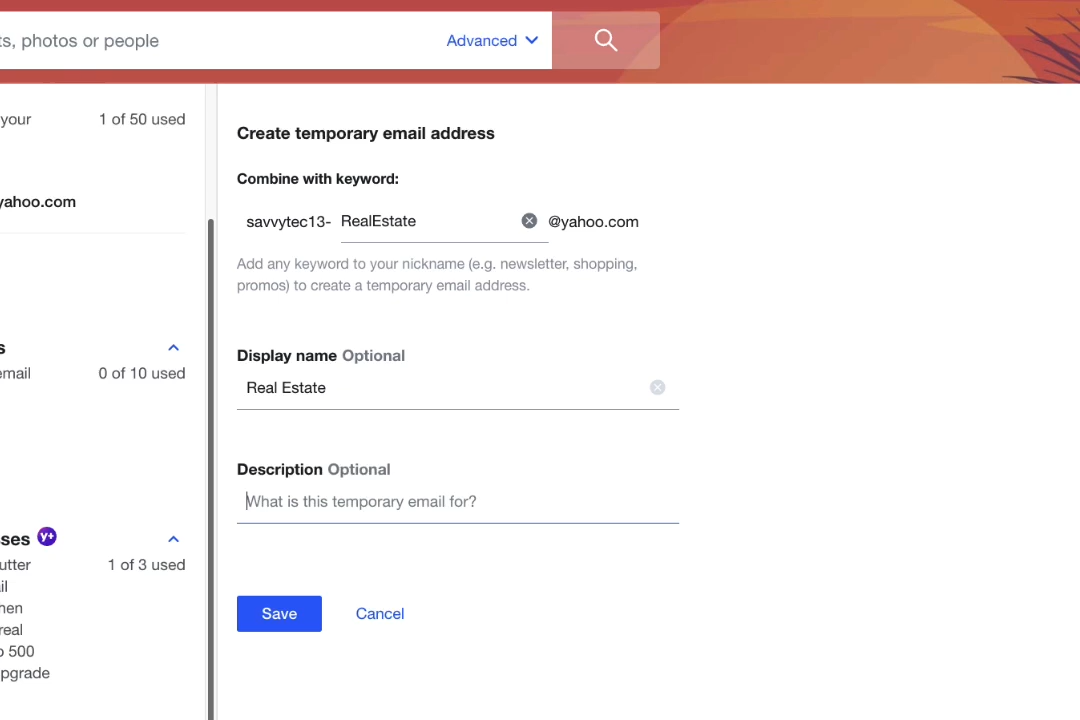 ts, photos or people
Advanced
your
1 of 50 used
yahoo.com
s
email
0 of 10 used
sses y+
utter
1 of 3 used
il
hen
real
o 500
pgrade
Create temporary email address
Combine with keyword:
savvytec13- RealEstate @yahoo.com
Add any keyword to your nickname (e.g. newsletter, shopping,
promos) to create a temporary email address.
Display name Optional
Real Estate
Description Optional
What is this temporary email for?
Save Cancel